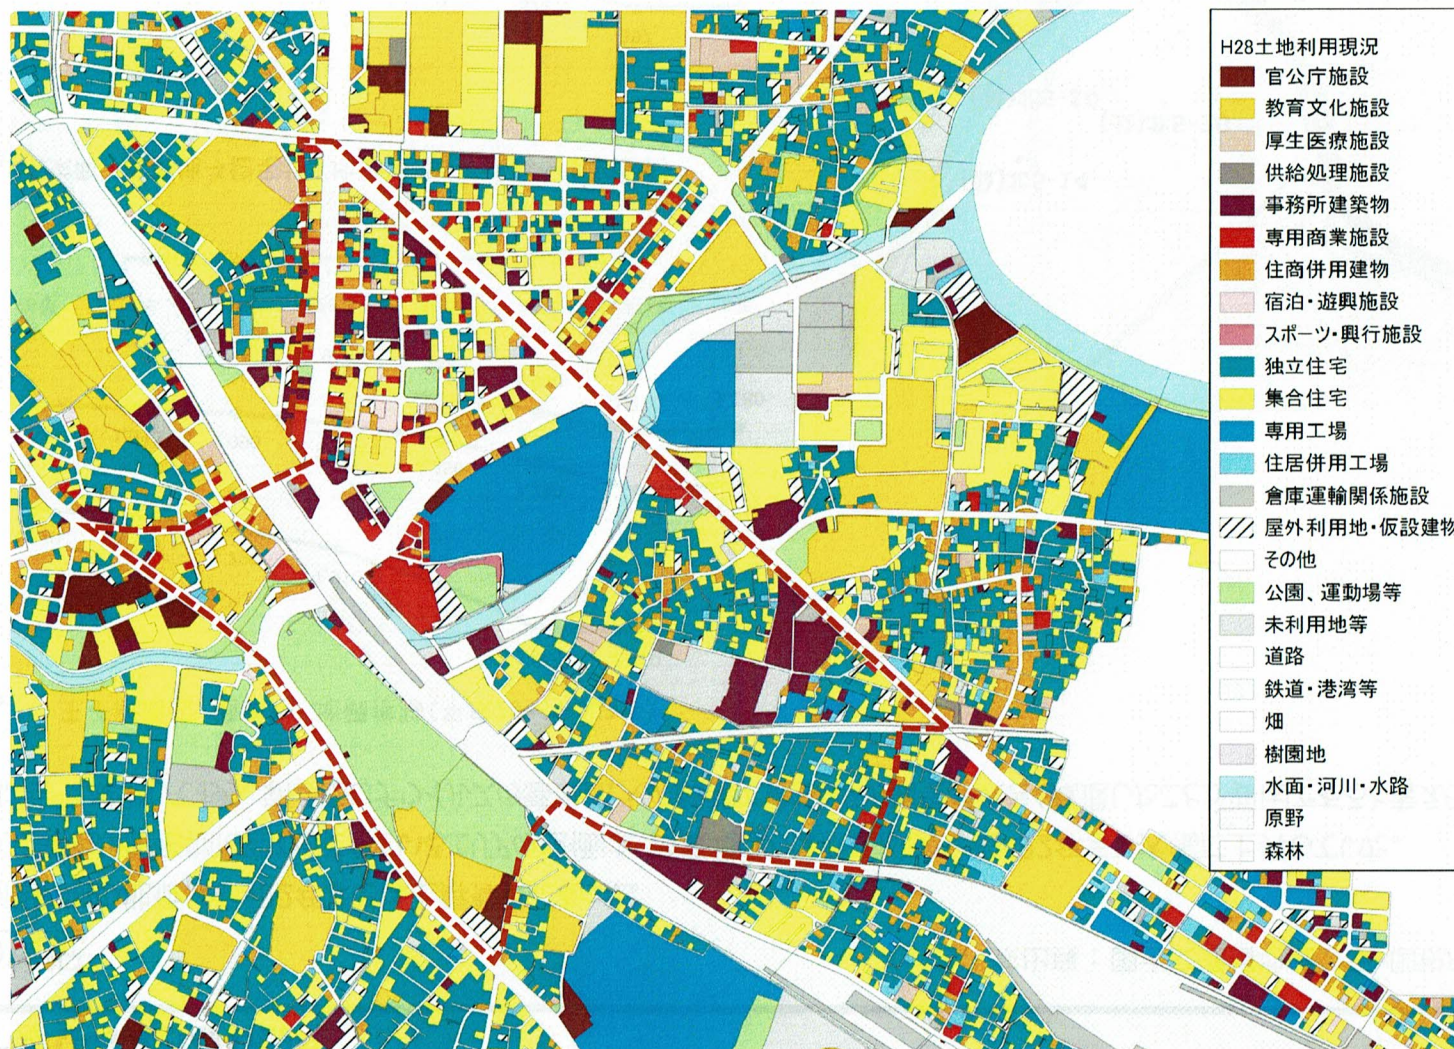 H28土地利用現況
官公庁施設
教育文化施設
厚生医療施設
供給処理施設
事務所建築物
専用商業施設
住商併用建物
宿泊・遊興施設
スポーツ・興行施設
独立住宅
集合住宅
専用工場
住居併用工場
倉庫運輸関係施設
屋外利用地・仮設建物
その他
公園、運動場等
未利用地等
道路
鉄道・港湾等
畑
樹園地
水面・河川・水路
原野
森林